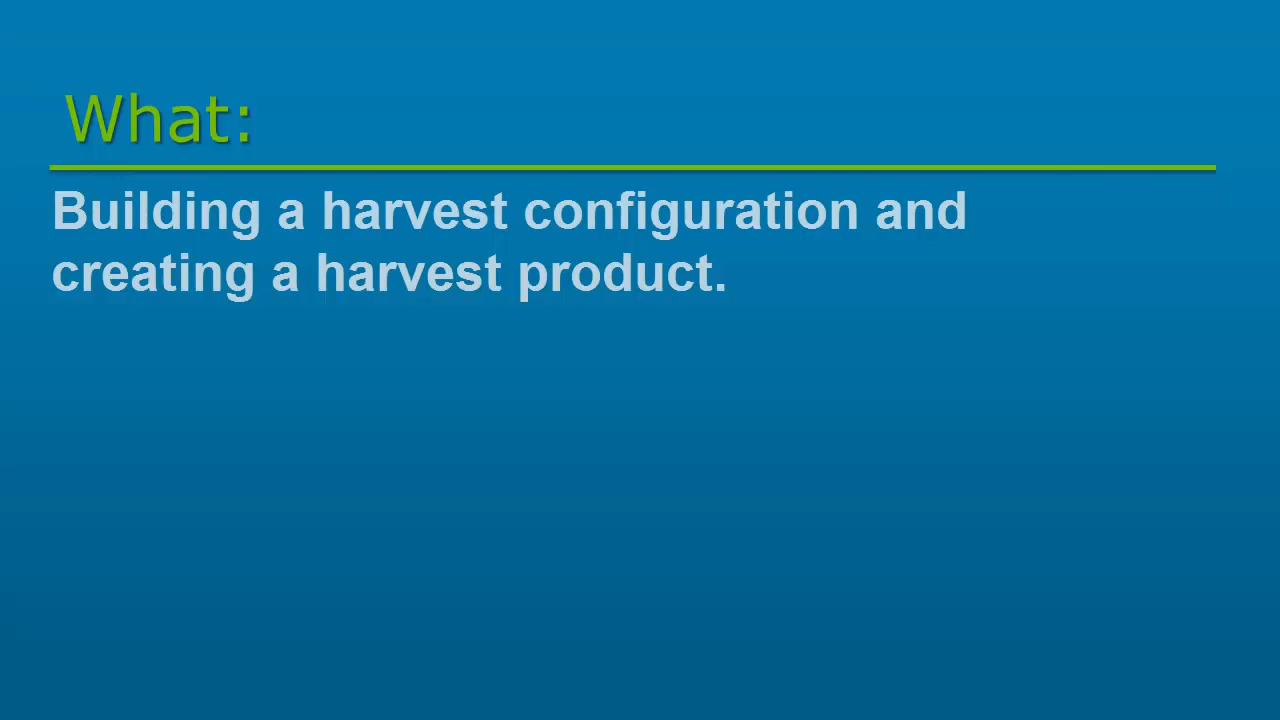 What:
Building a harvest configuration and
creating a harvest product.